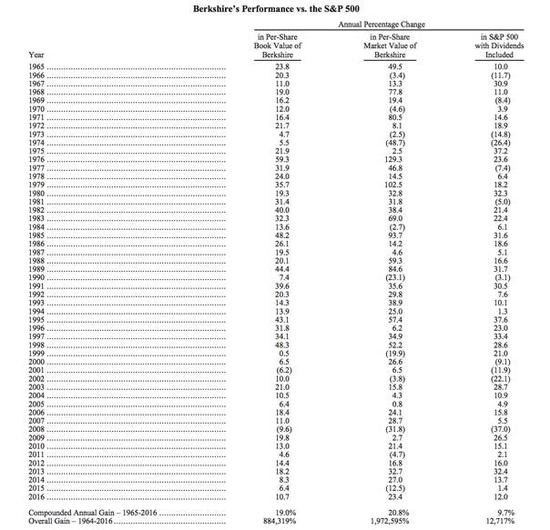 Berkshire's Performance vs. the S&P 500
Annual Percentage Change
in Per-Share in Per-Share in S&P 500
Book Value of Market Value of with Dividends
Year Berkshire Berkshire Included
1965 23.8 49.5 10.0
1966 20.3 (3.4) (11.7)
1967 11.0 13.3 30.9
1968 19.0 77.8 11.0
1969 16.2 19.4 (8.4)
1970 12.0 (4.6) 3.9
1971 16.4 80.5 14.6
1972 21.7 8.1 18.9
1973 4.7 (2.5) (14.8)
1974 5.5 (48.7) (26.4)
1975 21.9 2.5 37.2
1976 59.3 129.3 23.6
1977 31.9 46.8 (7.4)
1978 24.0 14.5 6.4
1979 35.7 102.5 18.2
1980 19.3 32.8 32.3
1981 31.4 31.8 (5.0)
1982 40.0 38.4 21.4
1983 32.3 69.0 22.4
1984 13.6 (2.7) 6.1
1985 48.2 93.7 31.6
1986 26.1 14.2 18.6
1987 19.5 4.6 5.1
1988 20.1 59.3 16.6
1989 44.4 84.6 31.7
1990 7.4 (23.1) (3.1)
1991 39.6 35.6 30.5
1992 20.3 29.8 7.6
1993 14.3 38.9 10.1
1994 13.9 25.0 1.3
1995 43.1 57.4 37.6
1996 31.8 6.2 23.0
1997 34.1 34.9 33.4
1998 48.3 52.2 28.6
1999 0.5 (19.9) 21.0
2000 6.5 26.6 (9.1)
2001 (6.2) 6.5 (11.9)
2002 10.0 (3.8) (22.1)
2003 21.0 15.8 28.7
2004 10.5 4.3 10.9
2005 6.4 0.8 4.9
2006 18.4 24.1 15.8
2007 11.0 28.7 5.5
2008 (9.6) (31.8) (37.0)
2009 19.8 2.7 26.5
2010 13.0 21.4 15.1
2011 4.6 (4.7) 2.1
2012 14.4 16.8 16.0
2013 18.2 32.7 32.4
2014 8.3 27.0 13.7
2015 6.4 (12.5) 1.4
2016 10.7 23.4 12.0
Compounded Annual Gain – 1965-2016 19.0% 20.8% 9.7%
Overall Gain – 1964-2016 884,319% 1,972,595% 12,717%